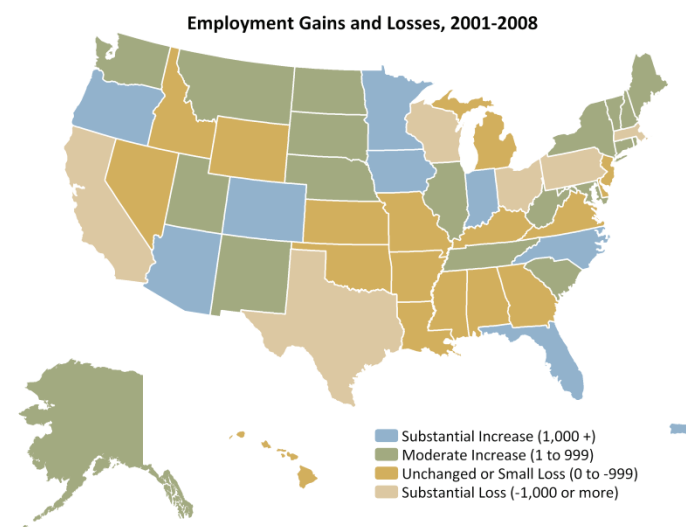 Employment Gains and Losses, 2001-2008
Substantial Increase (1,000 +)
Moderate Increase (1 to 999)
Unchanged or Small Loss (0 to -999)
Substantial Loss (-1,000 or more)